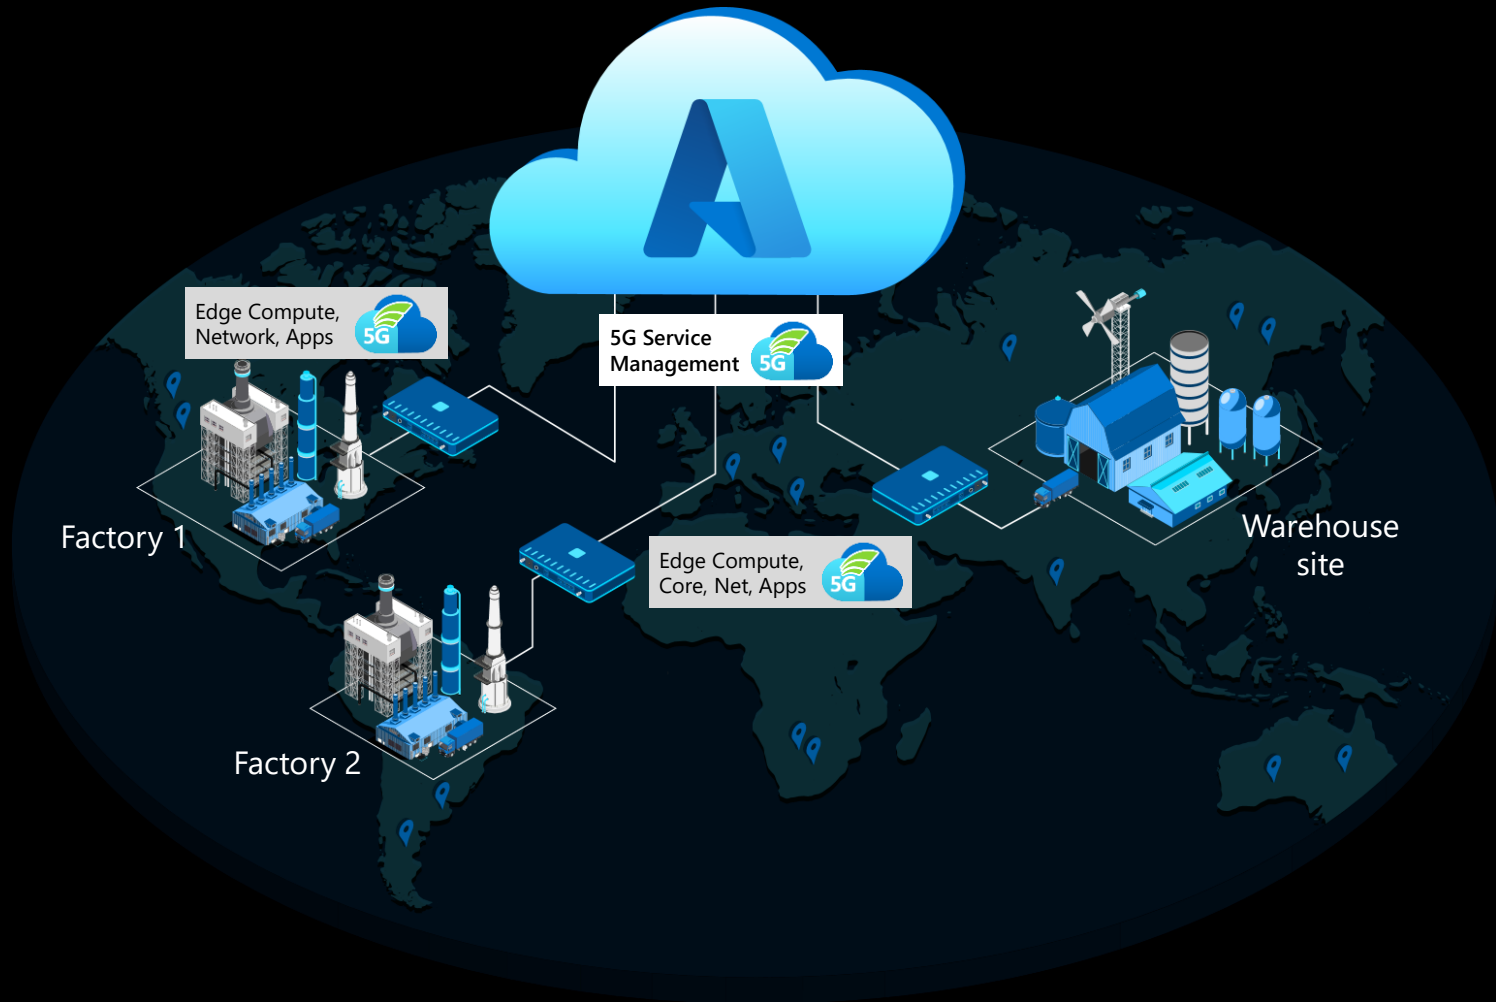 Edge Compute,
Network, Apps
5G
5G Service
Management
5G
Factory 1
Edge Compute,
Core, Net, Apps
5G
Warehouse
site
Factory 2